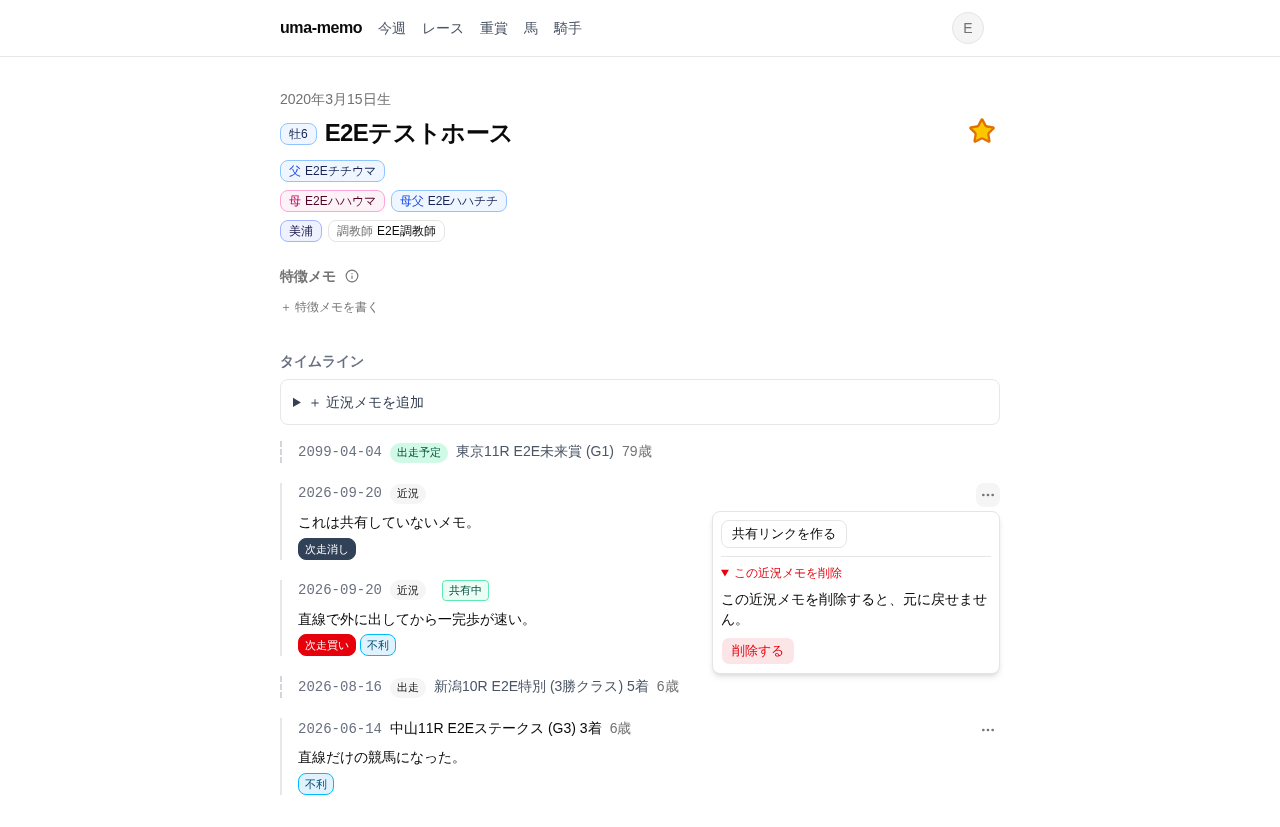 uma-memo 今週 レース 重賞 馬 騎手 E
2020年3月15日生
牡6 E2Eテストホース
父 E2Eチチウマ
母 E2Eハハウマ 母父 E2Eハハチチ
美浦 調教師 E2E調教師
特徴メモ
＋ 特徴メモを書く
タイムライン
＋ 近況メモを追加
2099-04-04 出走予定 東京11R E2E未来賞 (G1) 79歳
2026-09-20 近況
これは共有していないメモ。
次走消し
共有リンクを作る
この近況メモを削除
この近況メモを削除すると、元に戻せませ
ん。
削除する
2026-09-20 近況 共有中
直線で外に出してから一完歩が速い。
次走買い 不利
2026-08-16 出走 新潟10R E2E特別 (3勝クラス) 5着 6歳
2026-06-14 中山11R E2Eステークス (G3) 3着 6歳
直線だけの競馬になった。
不利